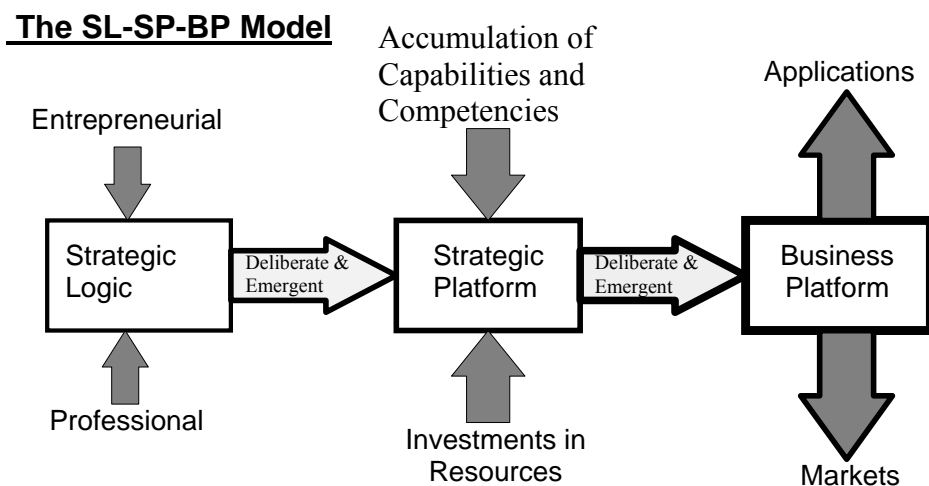 The SL-SP-BP Model
Accumulation of
Capabilities and
Competencies
Applications
Entrepreneurial
Strategic
Logic
Deliberate &
Emergent
Strategic
Platform
Deliberate &
Emergent
Business
Platform
Professional
Investments in
Resources
Markets